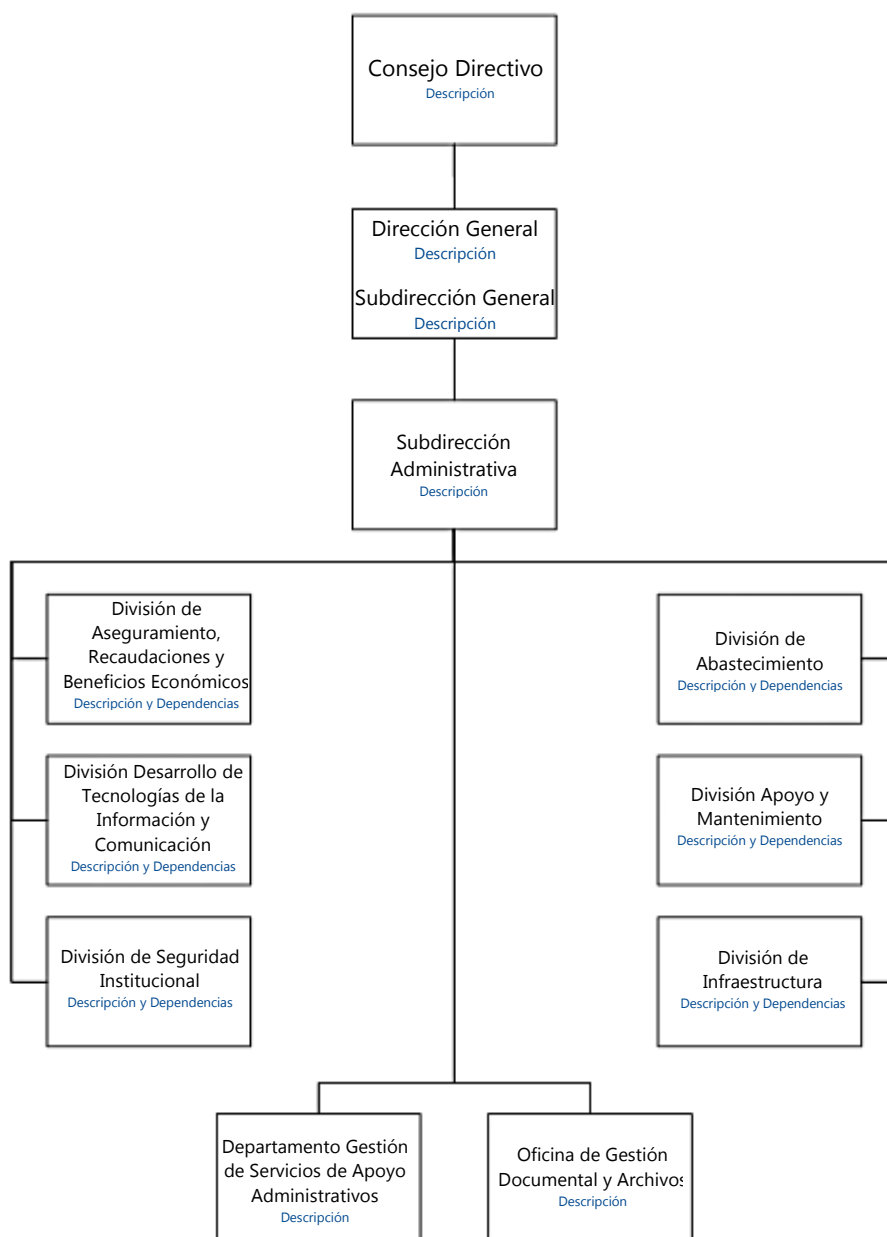 Consejo Directivo
Descripción
Dirección General
Descripción
Subdirección General
Descripción
Subdirección
Administrativa
Descripción
División de
Aseguramiento,
Recaudaciones y
Beneficios Económicos
Descripción y Dependencias
División de
Abastecimiento
Descripción y Dependencias
División Desarrollo de
Tecnologías de la
Información y
Comunicación
Descripción y Dependencias
División Apoyo y
Mantenimiento
Descripción y Dependencias
División de Seguridad
Institucional
Descripción y Dependencias
División de
Infraestructura
Descripción y Dependencias
Departamento Gestión
de Servicios de Apoyo
Administrativos
Descripción
Oficina de Gestión
Documental y Archivos
Descripción